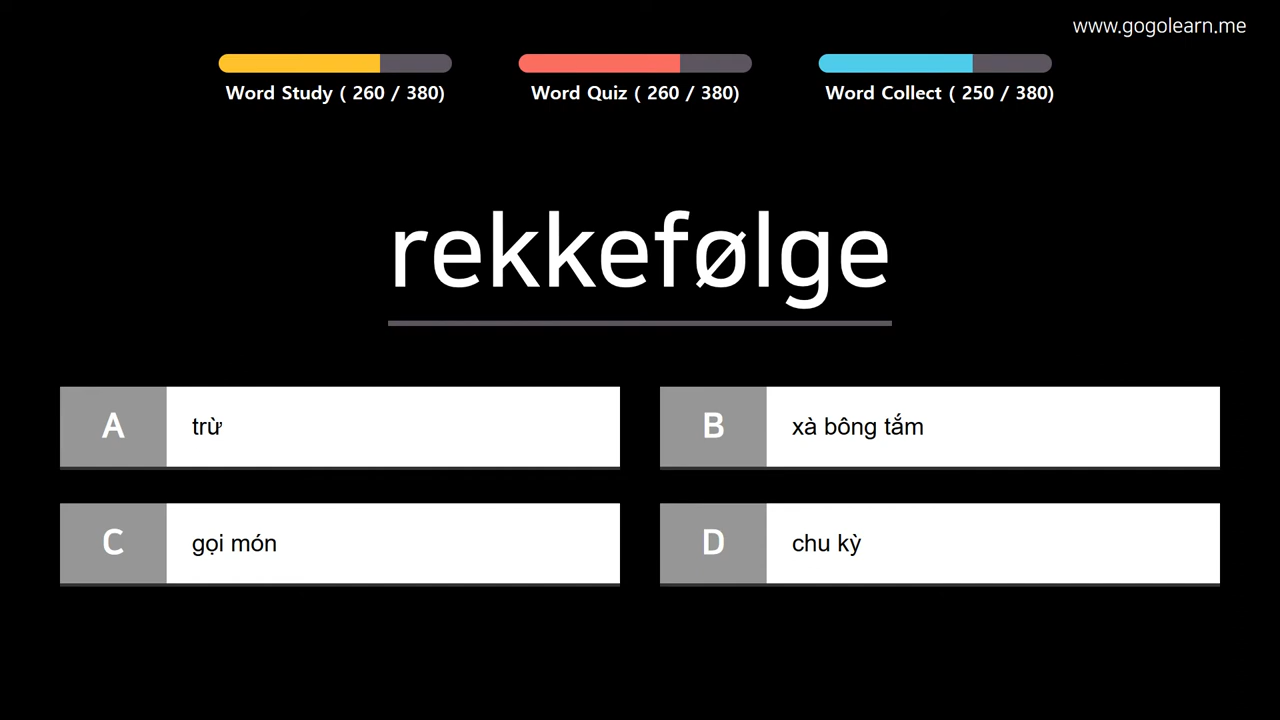 www.gogolearn.me
Word Study ( 260 / 380)
Word Quiz ( 260 / 380)
Word Collect ( 250 / 380)
rekkefølge
A trừ
B xà bông tắm
C gọi món
D chu kỳ